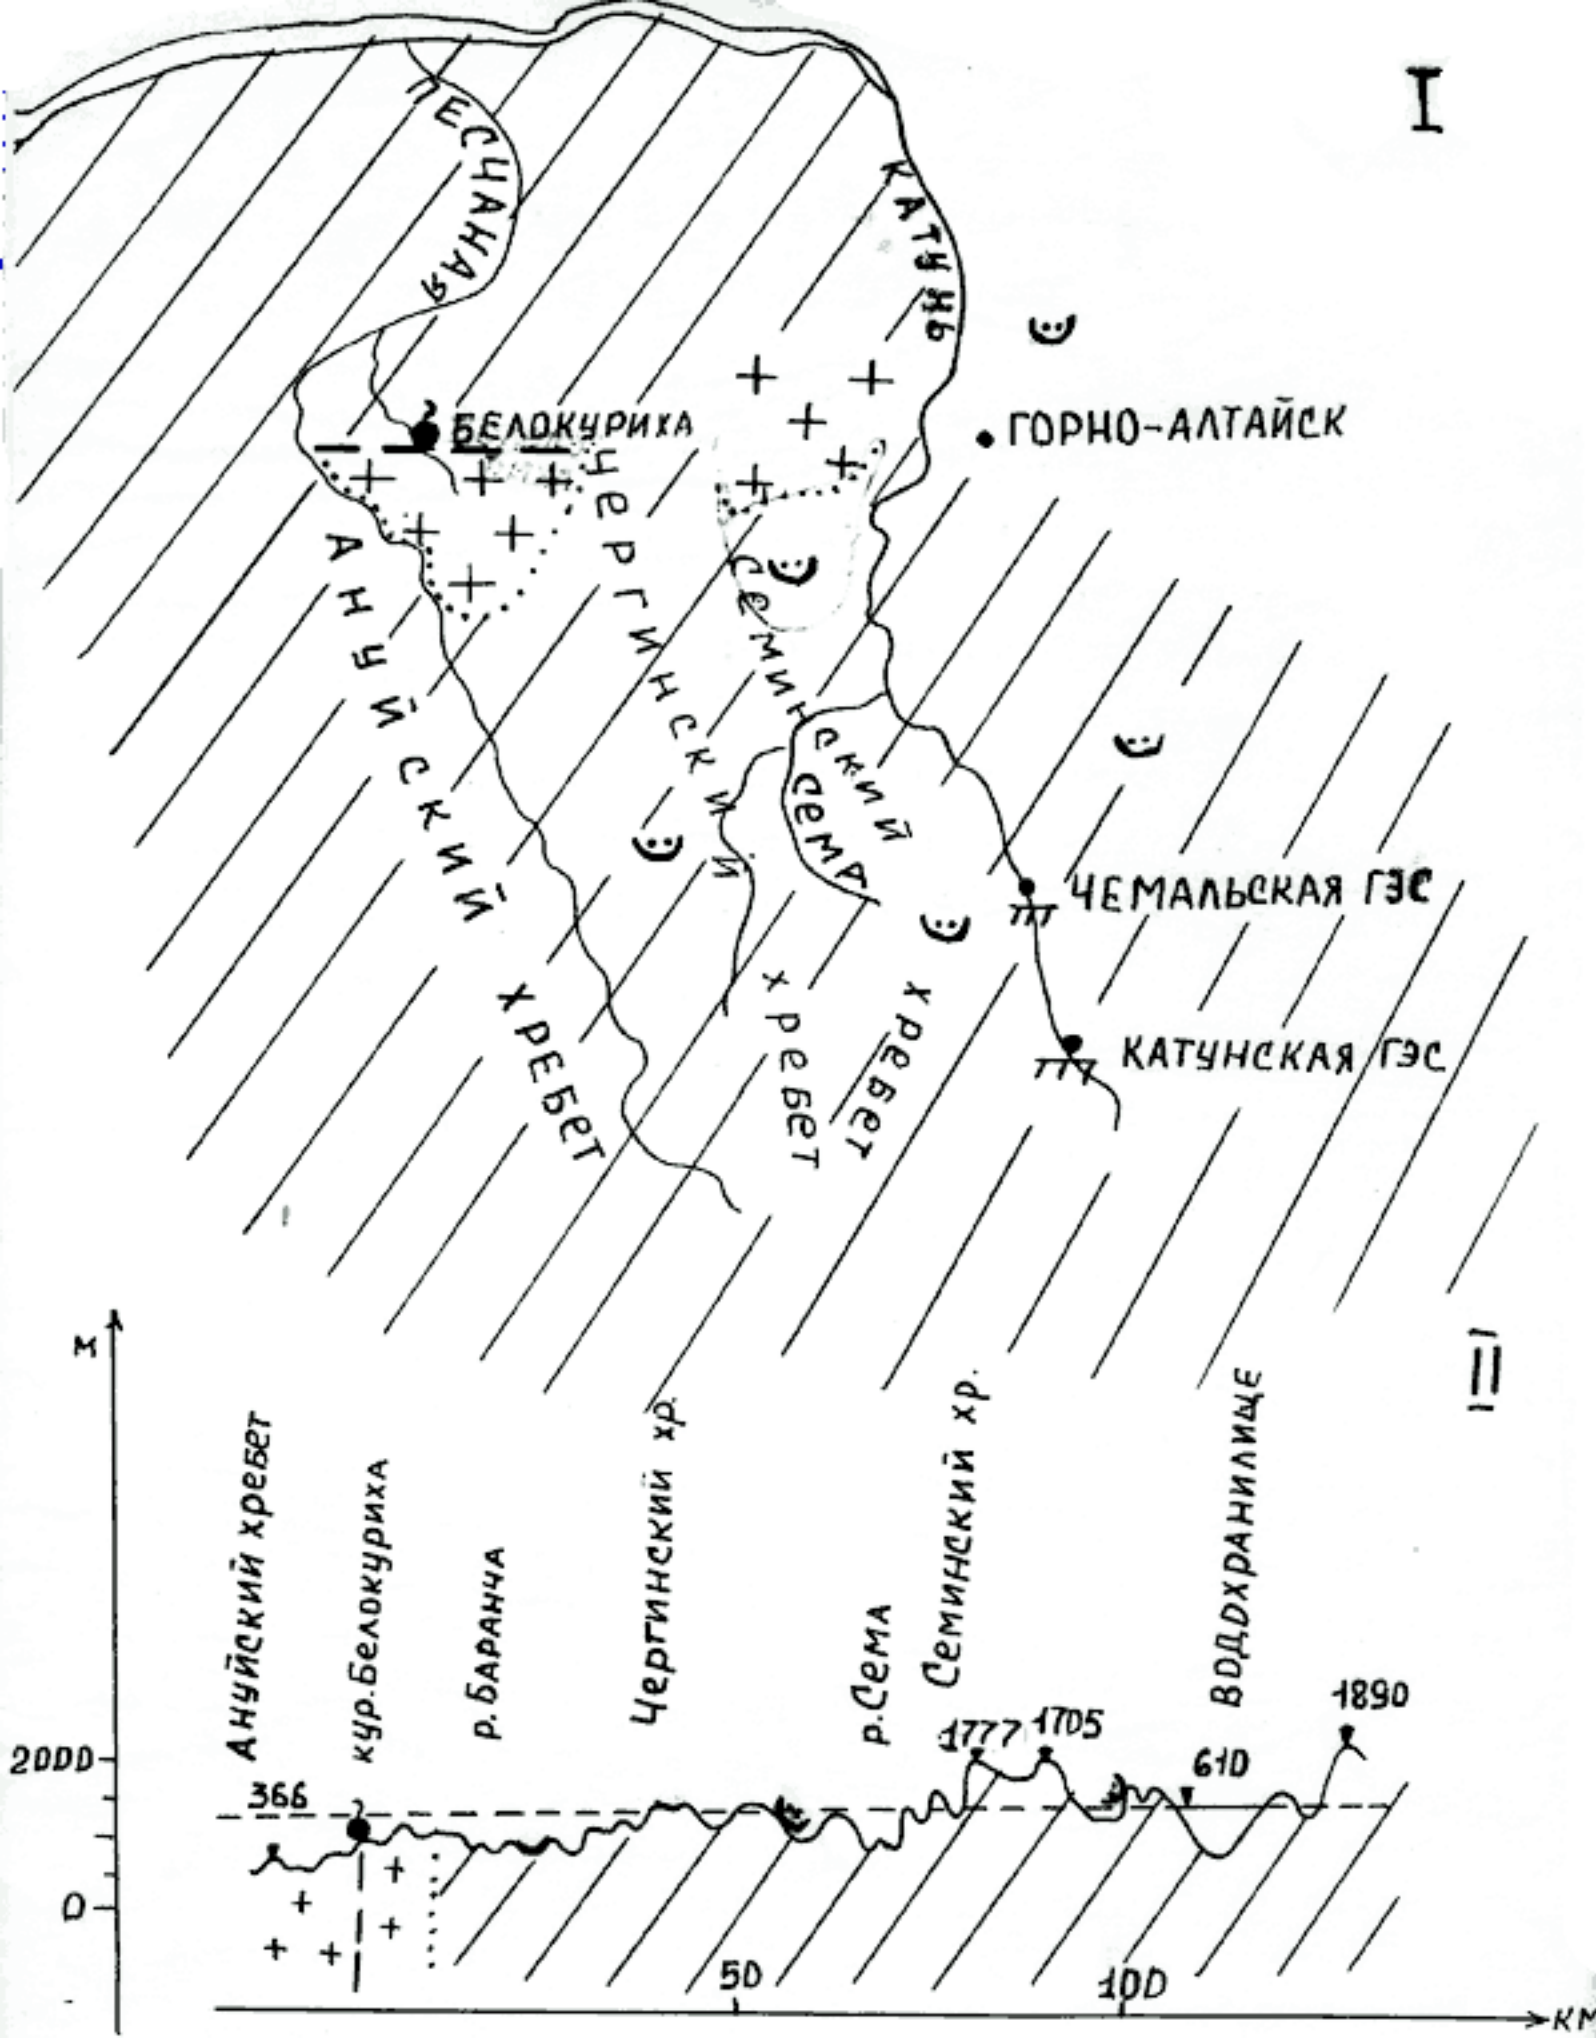 I
ПЕСЧАНАЯ
КАТУНЬ
БЕЛОКУРИХА
ГОРНО-АЛТАЙСК
АНУЙСКИЙ ХРЕБЕТ
ЧЕРГИНСКИЙ ХРЕБЕТ
СЕМИНСКИЙ ХРЕБЕТ
СЕМА
ЧЕМАЛЬСКАЯ ГЭС
КАТУНСКАЯ ГЭС
II
м
Ануйский хребет
кур. Белокуриха
р. Баранча
Чергинский хр.
р. Сема
Семинский хр.
Водохранилище
2000
366
1777
1705
610
1890
0
50
100
км